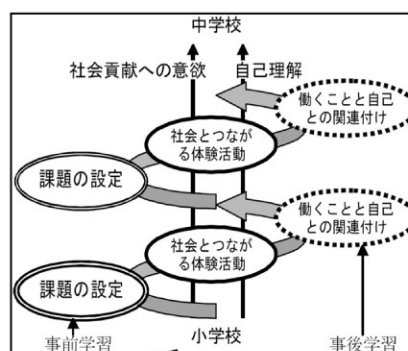 中学校
社会貢献への意欲
自己理解
働くことと自己
との関連付け
社会とつなが
る体験活動
課題の設定
働くことと自己
との関連付け
社会とつなが
る体験活動
課題の設定
小学校
事前学習
事後学習